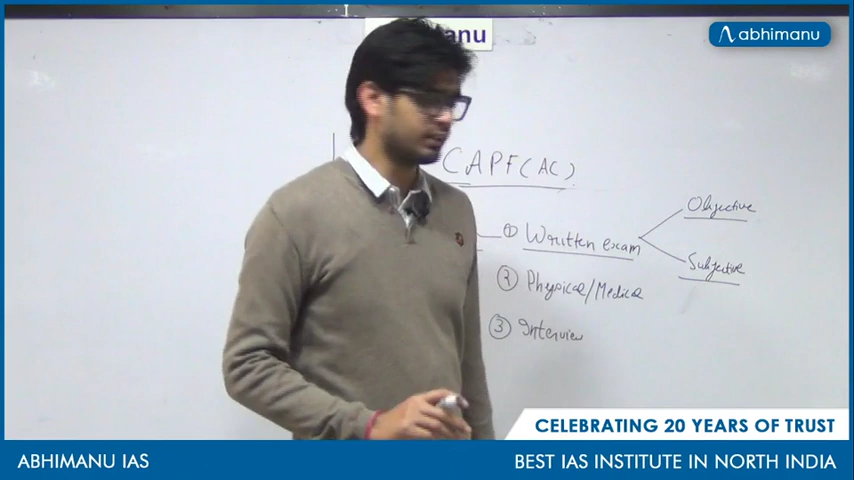 anu
abhimanu
CAPF(AC)
① Written exam
Objective
Subjective
② Physical/Medical
③ Interview
CELEBRATING 20 YEARS OF TRUST
ABHIMANU IAS
BEST IAS INSTITUTE IN NORTH INDIA